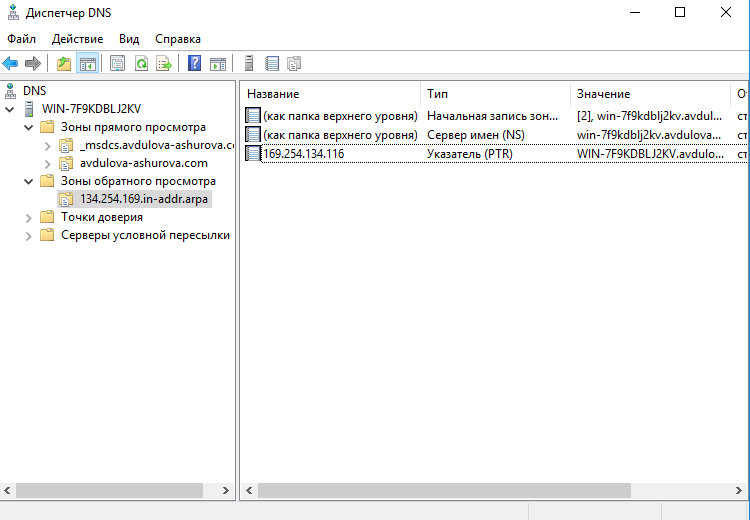 Диспетчер DNS
Файл Действие Вид Справка
DNS
WIN-7F9KDBLJ2KV
Зоны прямого просмотра
_msdcs.avdulova-ashurova.co
avdulova-ashurova.com
Зоны обратного просмотра
134.254.169.in-addr.arpa
Точки доверия
Серверы условной пересылки
Название Тип Значение От
(как папка верхнего уровня) Начальная запись зон... [2], win-7f9kdblj2kv.avdul... ст
(как папка верхнего уровня) Сервер имен (NS) win-7f9kdblj2kv.avdulova... ст
169.254.134.116 Указатель (PTR) WIN-7F9KDBLJ2KV.avdulo... ст